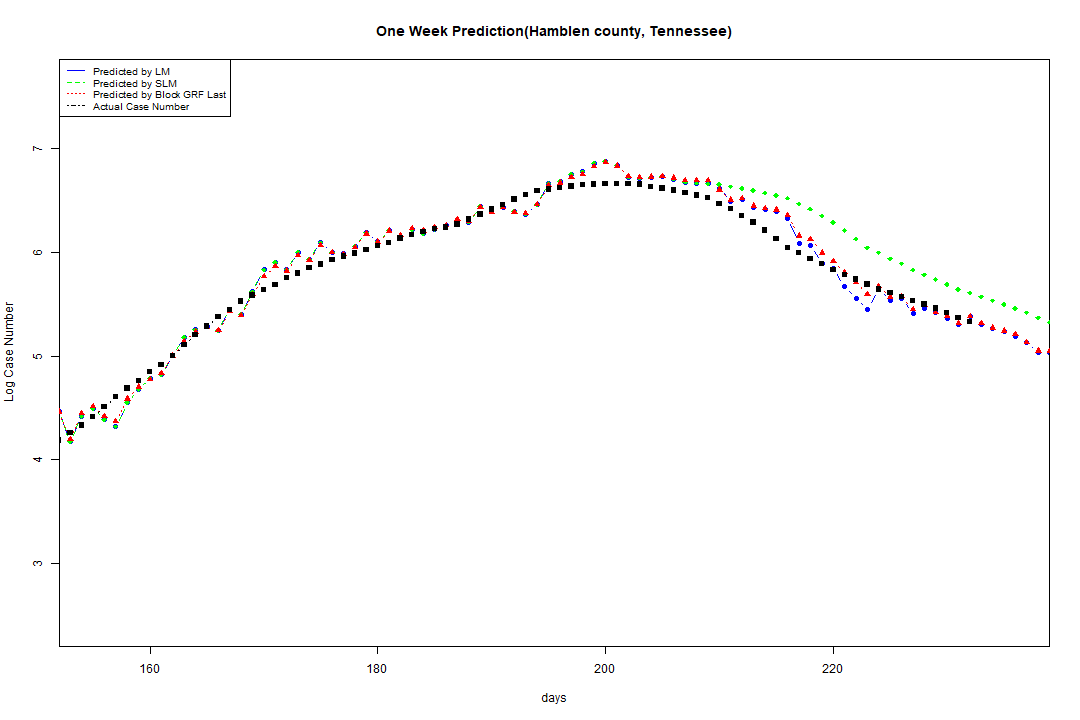 One Week Prediction(Hamblen county, Tennessee)
Predicted by LM
Predicted by SLM
Predicted by Block GRF Last
Actual Case Number
Log Case Number
7
6
5
4
3
160
180
200
220
days